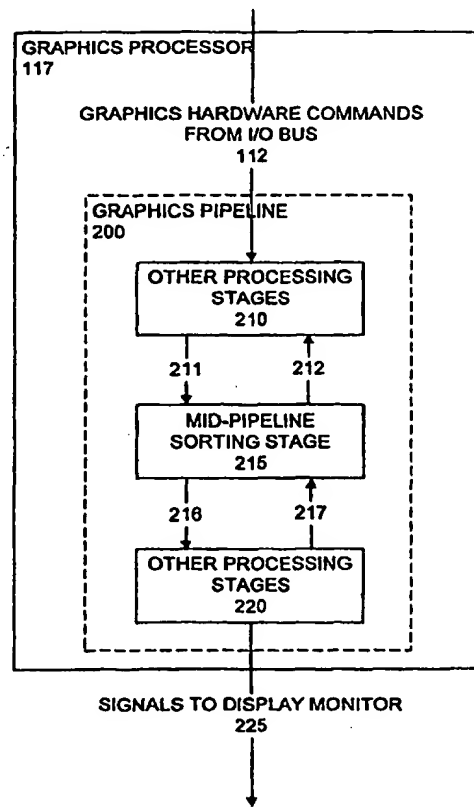 GRAPHICS PROCESSOR
117
GRAPHICS HARDWARE COMMANDS
FROM I/O BUS
112
GRAPHICS PIPELINE
200
OTHER PROCESSING
STAGES
210
211 212
MID-PIPELINE
SORTING STAGE
215
216 217
OTHER PROCESSING
STAGES
220
SIGNALS TO DISPLAY MONITOR
225